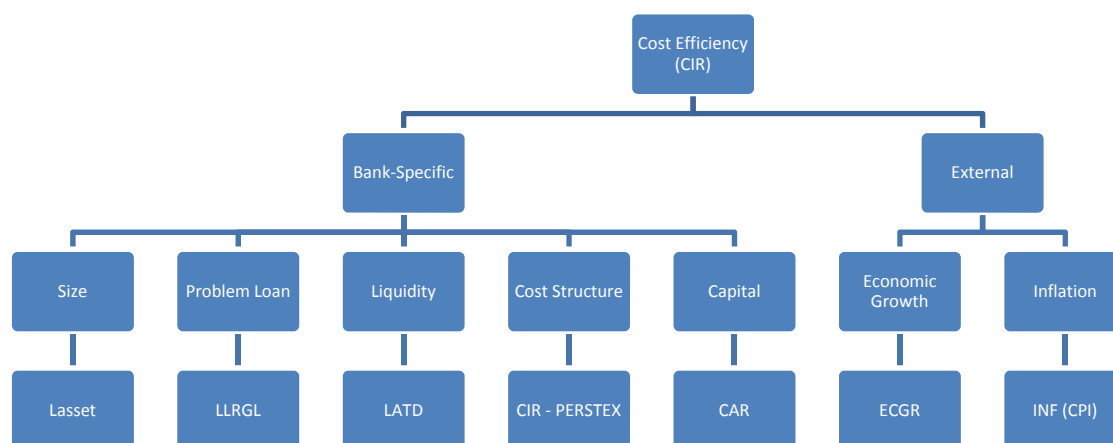 Cost Efficiency
(CIR)
Bank-Specific
External
Size
Problem Loan
Liquidity
Cost Structure
Capital
Economic
Growth
Inflation
Lasset
LLRGL
LATD
CIR - PERSTEX
CAR
ECGR
INF (CPI)